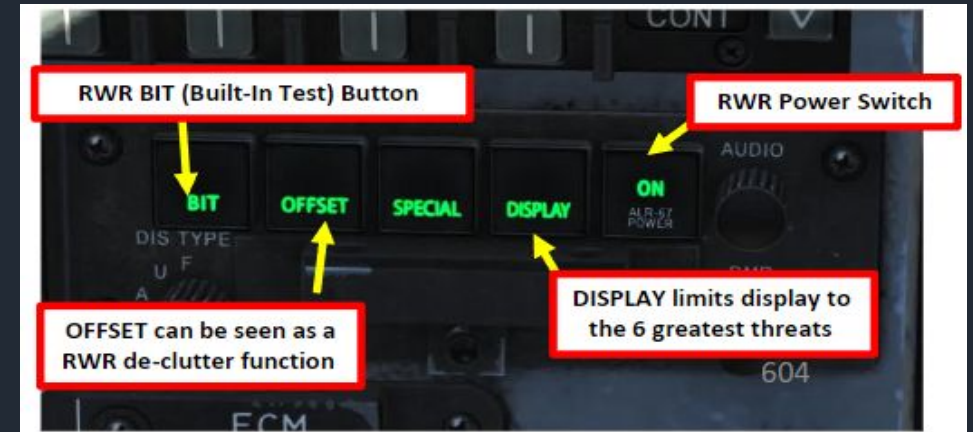 CONT
RWR BIT (Built-In Test) Button
RWR Power Switch
AUDIO
BIT
OFFSET
SPECIAL
DISPLAY
ON
ALR-67
POWER
DIS TYPE
U F
A
DISPLAY limits display to
the 6 greatest threats
OFFSET can be seen as a
RWR de-clutter function
604
ECM